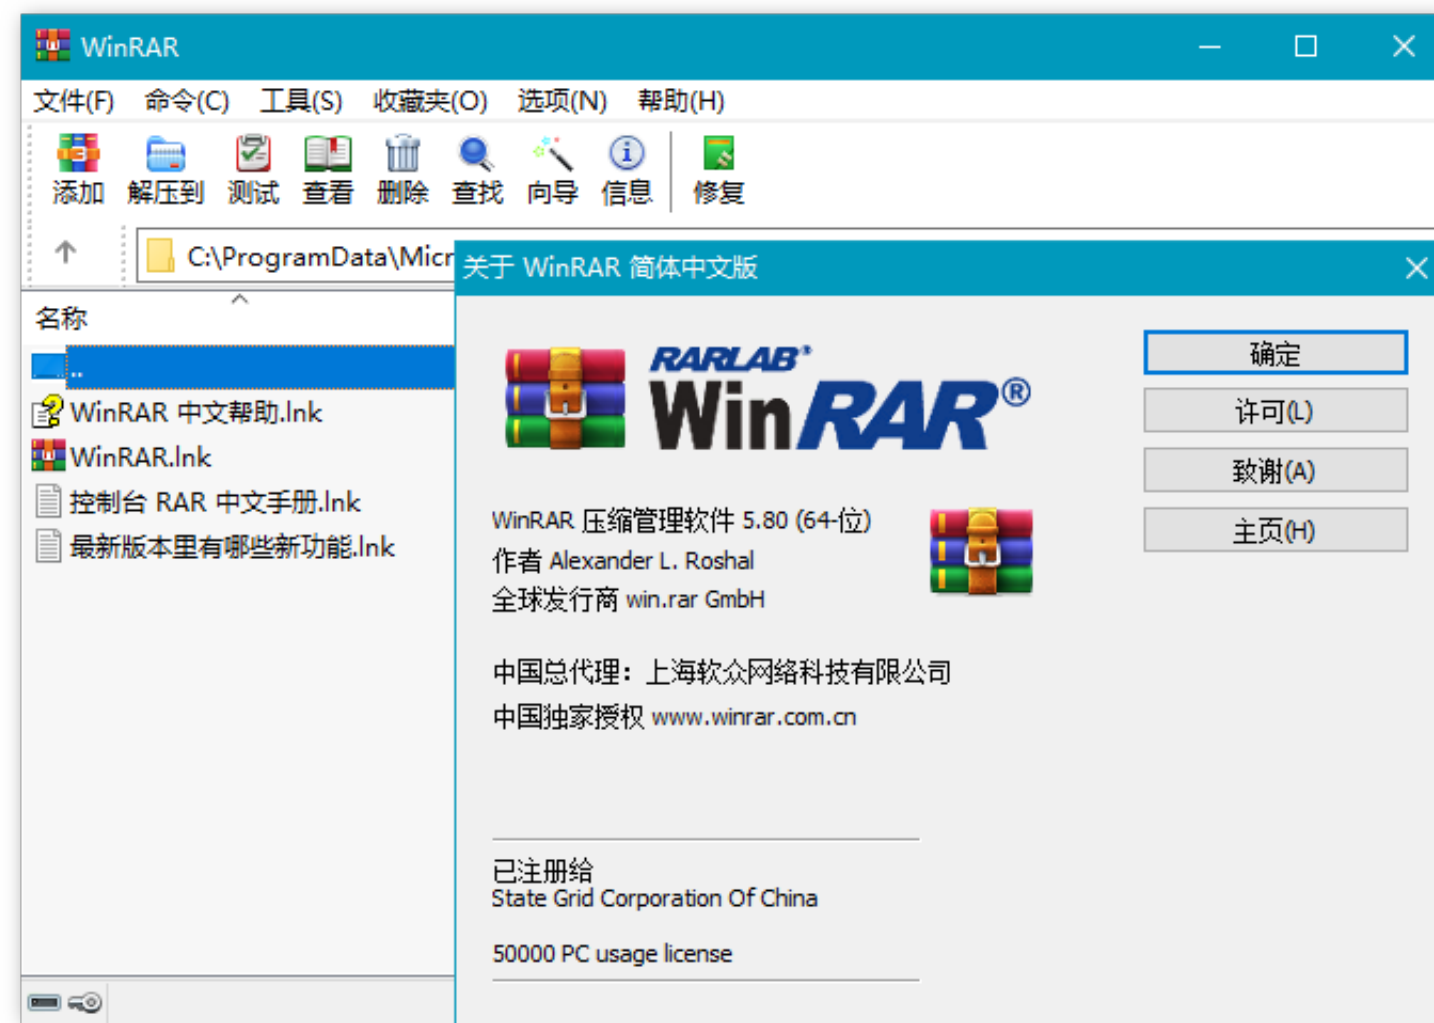 WinRAR
文件(F) 命令(C) 工具(S) 收藏夹(O) 选项(N) 帮助(H)
添加 解压到 测试 查看 删除 查找 向导 信息 修复
C:\ProgramData\Micr
名称
..
WinRAR 中文帮助.lnk
WinRAR.lnk
控制台 RAR 中文手册.lnk
最新版本里有哪些新功能.lnk
关于 WinRAR 简体中文版
RARLAB®
WinRAR®
确定
许可(L)
致谢(A)
主页(H)
WinRAR 压缩管理软件 5.80 (64-位)
作者 Alexander L. Roshal
全球发行商 win.rar GmbH
中国总代理：上海软众网络科技有限公司
中国独家授权 www.winrar.com.cn
已注册给
State Grid Corporation Of China
50000 PC usage license